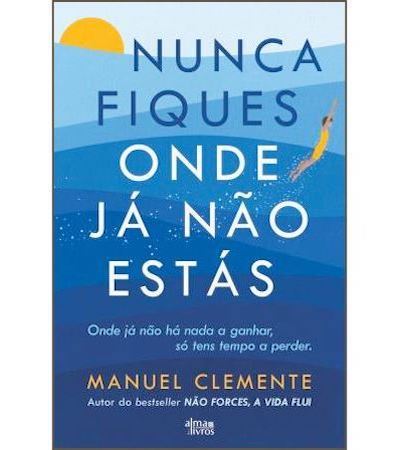 NUNCA
FIQUES
ONDE
JÁ NÃO
ESTÁS
Onde já não há nada a ganhar,
só tens tempo a perder.
MANUEL CLEMENTE
Autor do bestseller NÃO FORCES, A VIDA FLUI
alma
livros